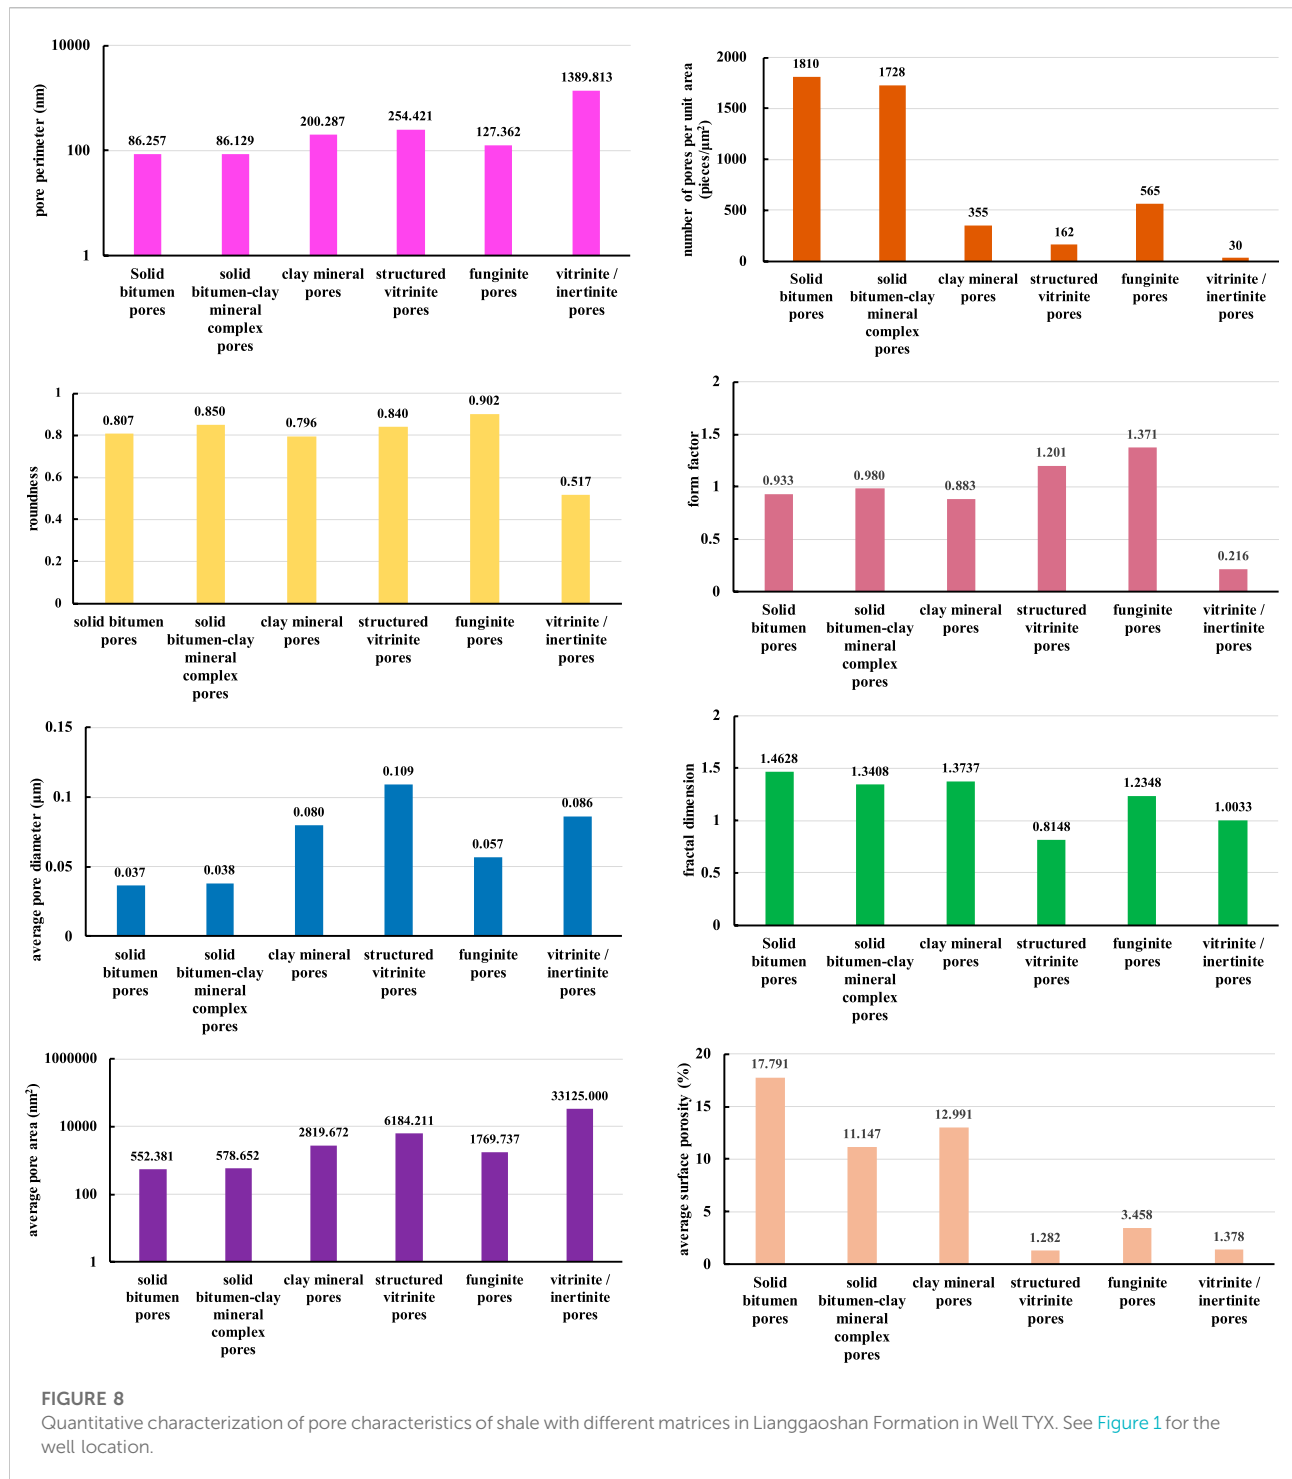 10000
100
1
pore perimeter (nm)
86.257
86.129
200.287
254.421
127.362
1389.813
Solid
bitumen
pores
solid
bitumen-clay
mineral
complex
pores
clay mineral
pores
structured
vitrinite
pores
funginite
pores
vitrinite /
inertinite
pores
2000
1500
1000
500
0
number of pores per unit area
(pieces/μm²)
1810
1728
355
162
565
30
Solid
bitumen
pores
solid
bitumen-clay
mineral
complex
pores
clay mineral
pores
structured
vitrinite
pores
funginite
pores
vitrinite /
inertinite
pores
1
0.8
0.6
0.4
0.2
0
roundness
0.807
0.850
0.796
0.840
0.902
0.517
solid bitumen
pores
solid
bitumen-clay
mineral
complex
pores
clay mineral
pores
structured
vitrinite
pores
funginite
pores
vitrinite /
inertinite
pores
2
1.5
1
0.5
0
form factor
0.933
0.980
0.883
1.201
1.371
0.216
Solid
bitumen
pores
solid
bitumen-clay
mineral
complex
pores
clay mineral
pores
structured
vitrinite
pores
funginite
pores
vitrinite /
inertinite
pores
0.15
0.1
0.05
0
average pore diameter (μm)
0.037
0.038
0.080
0.109
0.057
0.086
solid
bitumen
pores
solid
bitumen-clay
mineral
complex
pores
clay mineral
pores
structured
vitrinite
pores
funginite
pores
vitrinite /
inertinite
pores
2
1.5
1
0.5
0
fractal dimension
1.4628
1.3408
1.3737
0.8148
1.2348
1.0033
Solid
bitumen
pores
solid
bitumen-clay
mineral
complex
pores
clay mineral
pores
structured
vitrinite
pores
funginite
pores
vitrinite /
inertinite
pores
1000000
10000
100
1
average pore area (nm²)
552.381
578.652
2819.672
6184.211
1769.737
33125.000
solid
bitumen
pores
solid
bitumen-clay
mineral
complex
pores
clay mineral
pores
structured
vitrinite
pores
funginite
pores
vitrinite /
inertinite
pores
20
15
10
5
0
average surface porosity (%)
17.791
11.147
12.991
1.282
3.458
1.378
Solid
bitumen
pores
solid
bitumen-clay
mineral
complex
pores
clay mineral
pores
structured
vitrinite
pores
funginite
pores
vitrinite /
inertinite
pores
FIGURE 8
Quantitative characterization of pore characteristics of shale with different matrices in Lianggaoshan Formation in Well TYX. See Figure 1 for the
well location.